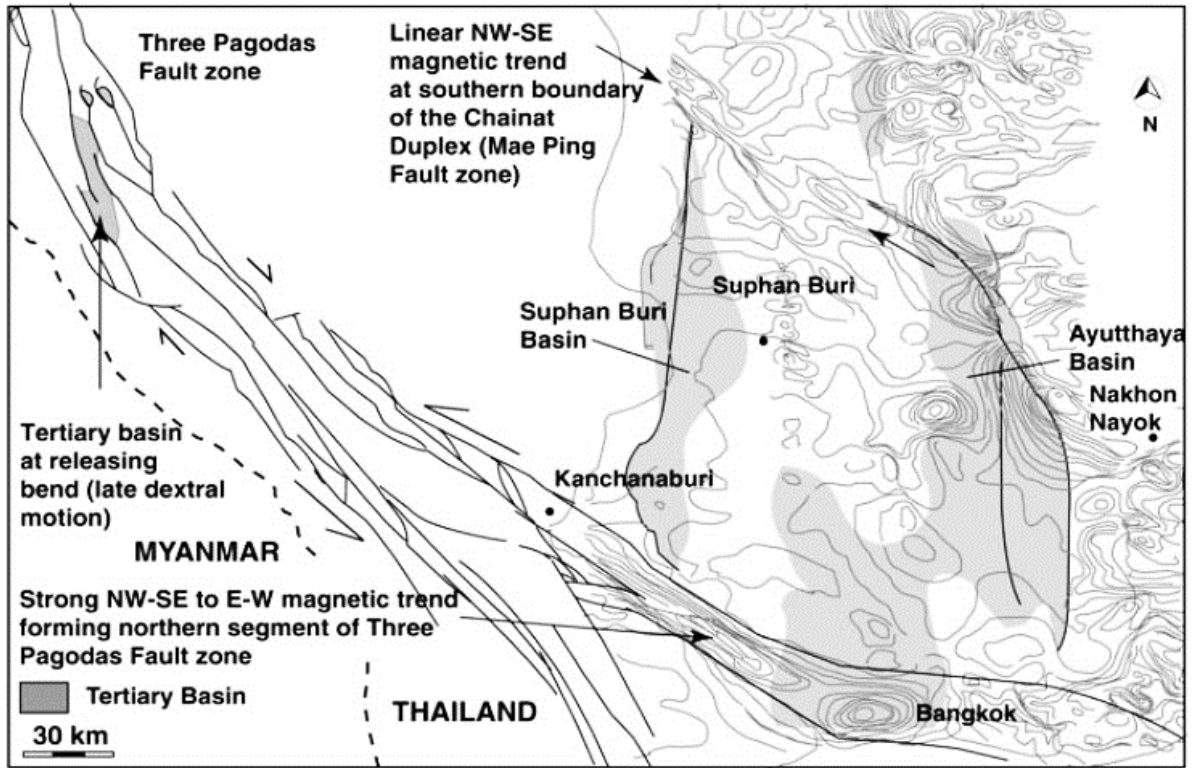 Three Pagodas
Fault zone
Linear NW-SE
magnetic trend
at southern boundary
of the Chainat
Duplex (Mae Ping
Fault zone)
N
Suphan Buri
Suphan Buri
Basin
Ayutthaya
Basin
Nakhon
Nayok
Kanchanaburi
Tertiary basin
at releasing
bend (late dextral
motion)
MYANMAR
Strong NW-SE to E-W magnetic trend
forming northern segment of Three
Pagodas Fault zone
Tertiary Basin
THAILAND
Bangkok
30 km